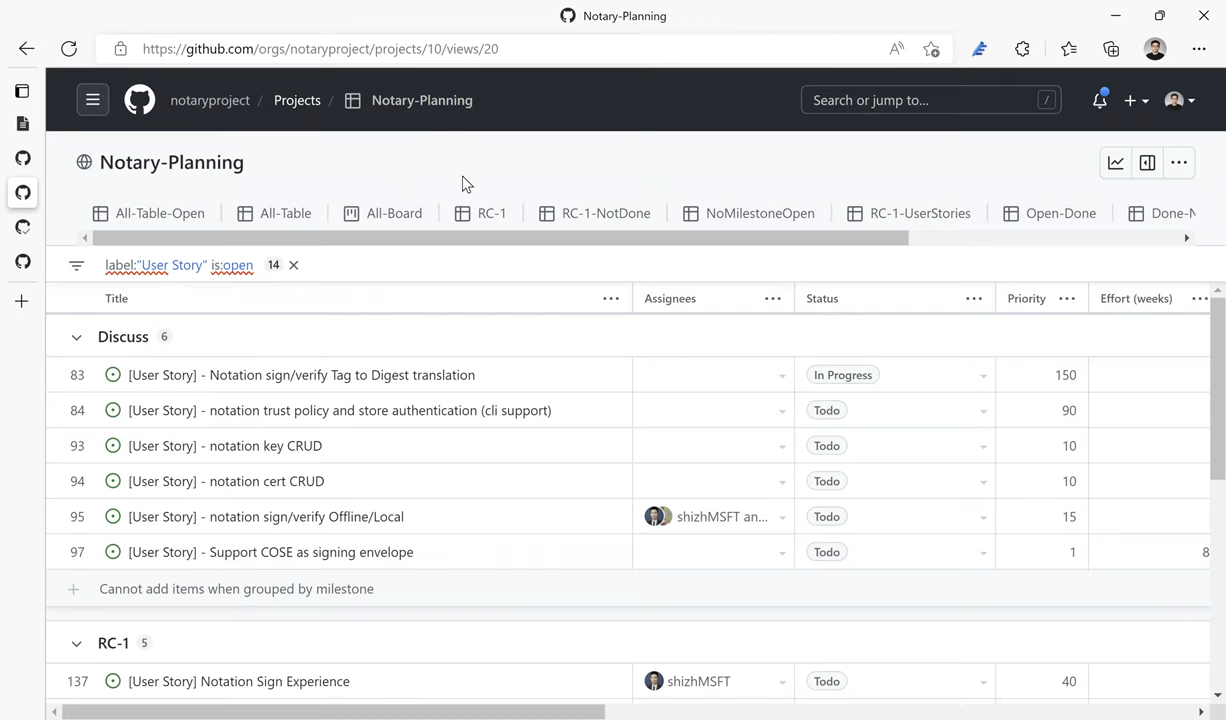 Notary-Planning
https://github.com/orgs/notaryproject/projects/10/views/20
notaryproject / Projects / Notary-Planning
Search or jump to... /
Notary-Planning
All-Table-Open All-Table All-Board RC-1 RC-1-NotDone NoMilestoneOpen RC-1-UserStories Open-Done Done-N
label:"User Story" is:open 14
Title Assignees Status Priority Effort (weeks)
Discuss 6
83 [User Story] - Notation sign/verify Tag to Digest translation In Progress 150
84 [User Story] - notation trust policy and store authentication (cli support) Todo 90
93 [User Story] - notation key CRUD Todo 10
94 [User Story] - notation cert CRUD Todo 10
95 [User Story] - notation sign/verify Offline/Local shizhMSFT an... Todo 15
97 [User Story] - Support COSE as signing envelope Todo 1 8
Cannot add items when grouped by milestone
RC-1 5
137 [User Story] Notation Sign Experience shizhMSFT Todo 40